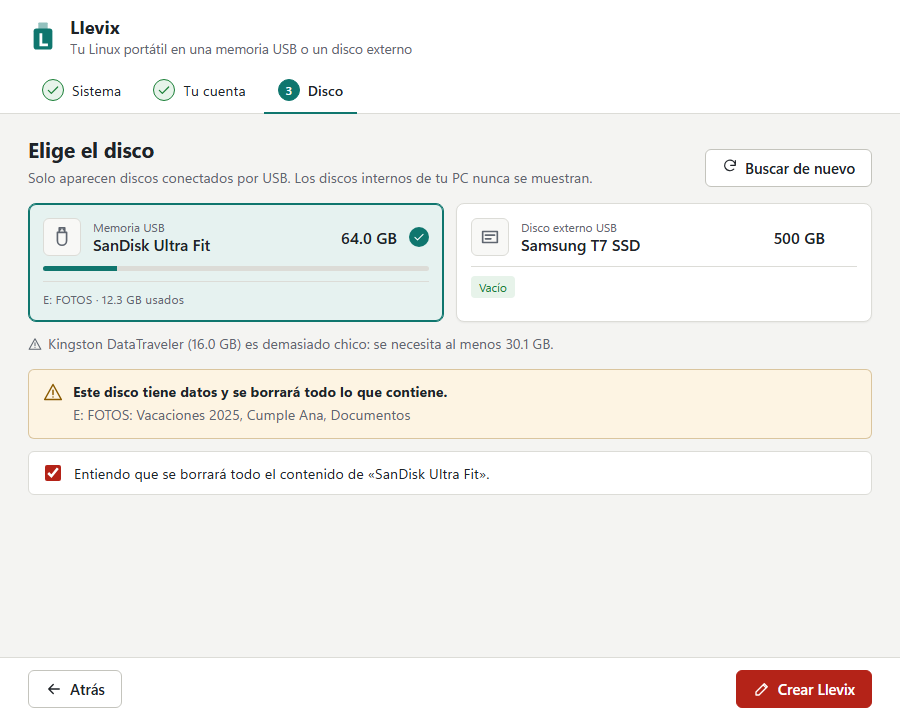 Llevix
Tu Linux portátil en una memoria USB o un disco externo
Sistema
Tu cuenta
3 Disco
Elige el disco
Solo aparecen discos conectados por USB. Los discos internos de tu PC nunca se muestran.
Buscar de nuevo
Memoria USB
SanDisk Ultra Fit
64.0 GB
E: FOTOS · 12.3 GB usados
Disco externo USB
Samsung T7 SSD
500 GB
Vacío
Kingston DataTraveler (16.0 GB) es demasiado chico: se necesita al menos 30.1 GB.
Este disco tiene datos y se borrará todo lo que contiene.
E: FOTOS: Vacaciones 2025, Cumple Ana, Documentos
Entiendo que se borrará todo el contenido de «SanDisk Ultra Fit».
Atrás
Crear Llevix